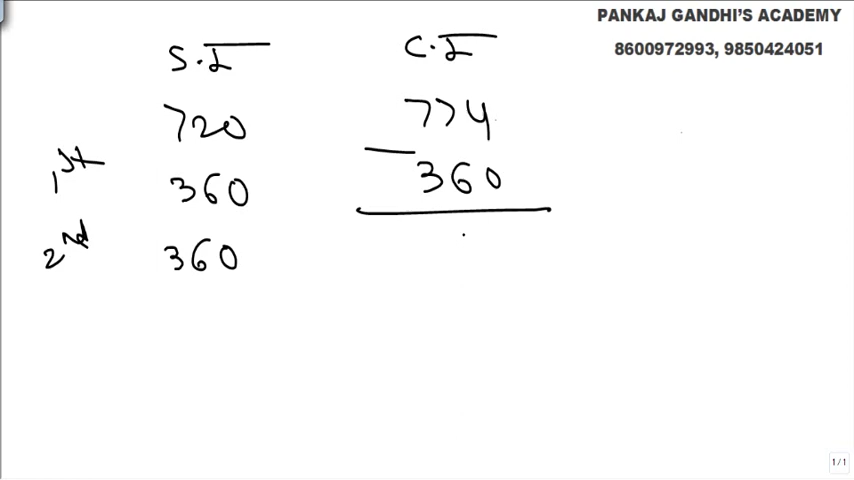 PANKAJ GANDHI'S ACADEMY
8600972993, 9850424051
S.I C.I
720 774
1st 360 — 360
2nd 360
1/1